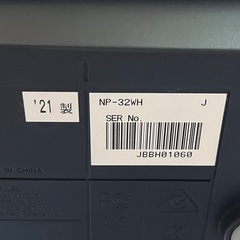 '21 製
NP-32WH J
SER No.
JBBH01060
IN CHINA